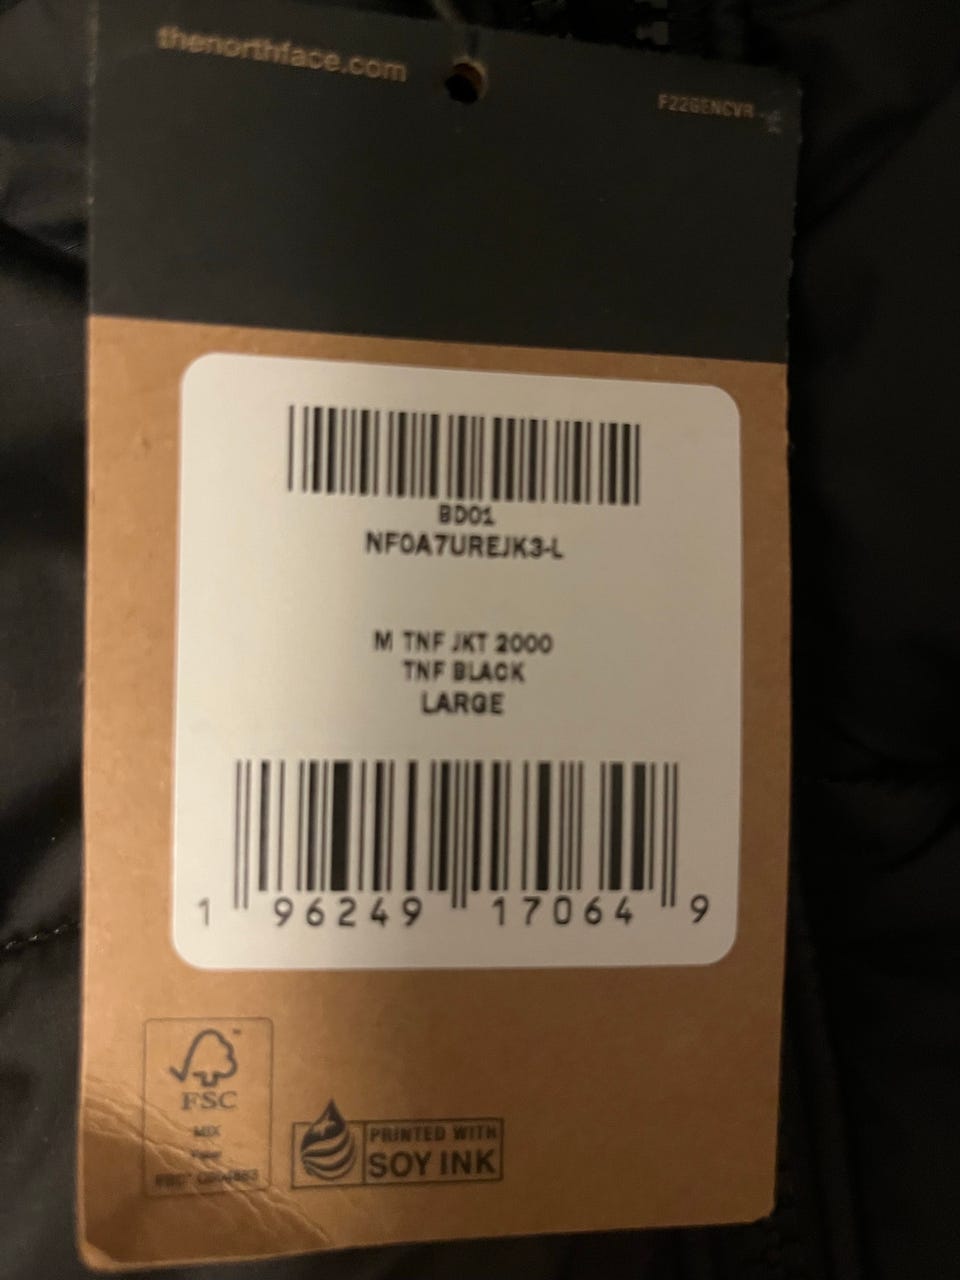 thenorthface.com
F22GENCVR
BD01
NF0A7UREJK3-L
M TNF JKT 2000
TNF BLACK
LARGE
1 96249 17064 9
FSC
MIX
PRINTED WITH
SOY INK